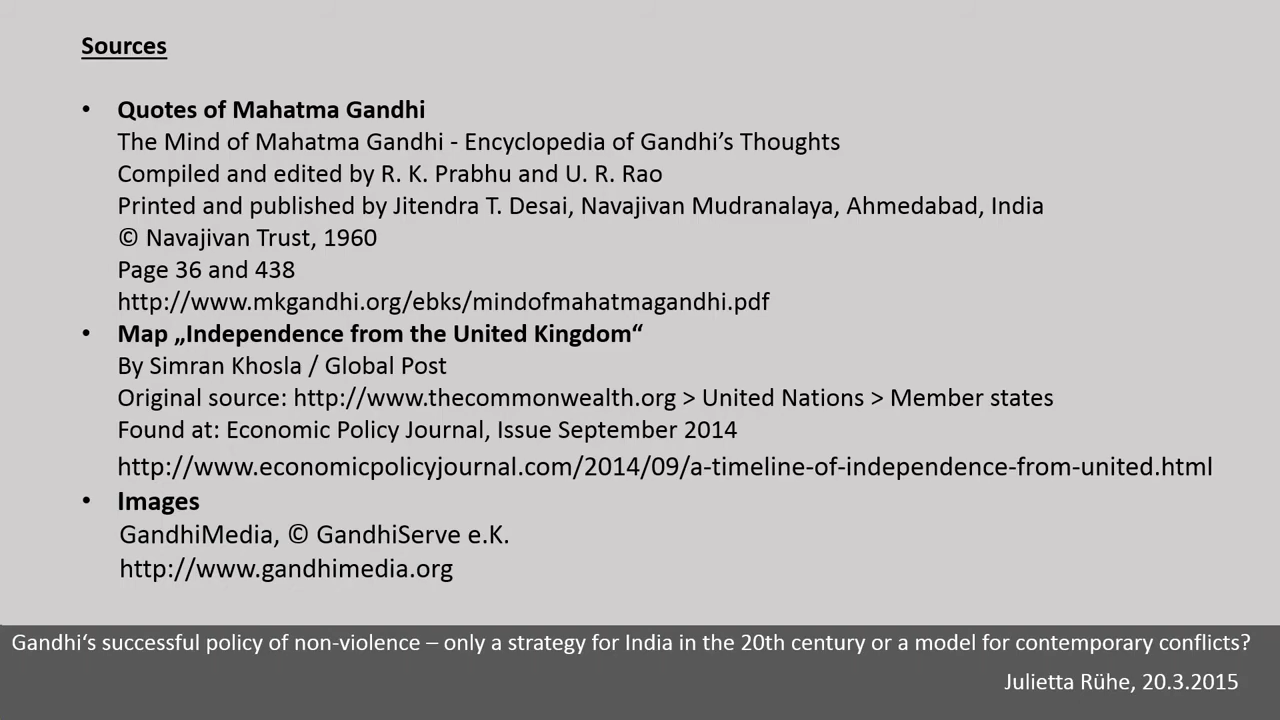 Sources
• Quotes of Mahatma Gandhi
The Mind of Mahatma Gandhi - Encyclopedia of Gandhi’s Thoughts
Compiled and edited by R. K. Prabhu and U. R. Rao
Printed and published by Jitendra T. Desai, Navajivan Mudranalaya, Ahmedabad, India
© Navajivan Trust, 1960
Page 36 and 438
http://www.mkgandhi.org/ebks/mindofmahatmagandhi.pdf
• Map „Independence from the United Kingdom“
By Simran Khosla / Global Post
Original source: http://www.thecommonwealth.org > United Nations > Member states
Found at: Economic Policy Journal, Issue September 2014
http://www.economicpolicyjournal.com/2014/09/a-timeline-of-independence-from-united.html
• Images
GandhiMedia, © GandhiServe e.K.
http://www.gandhimedia.org
Gandhi‘s successful policy of non-violence – only a strategy for India in the 20th century or a model for contemporary conflicts?
Julietta Rühe, 20.3.2015